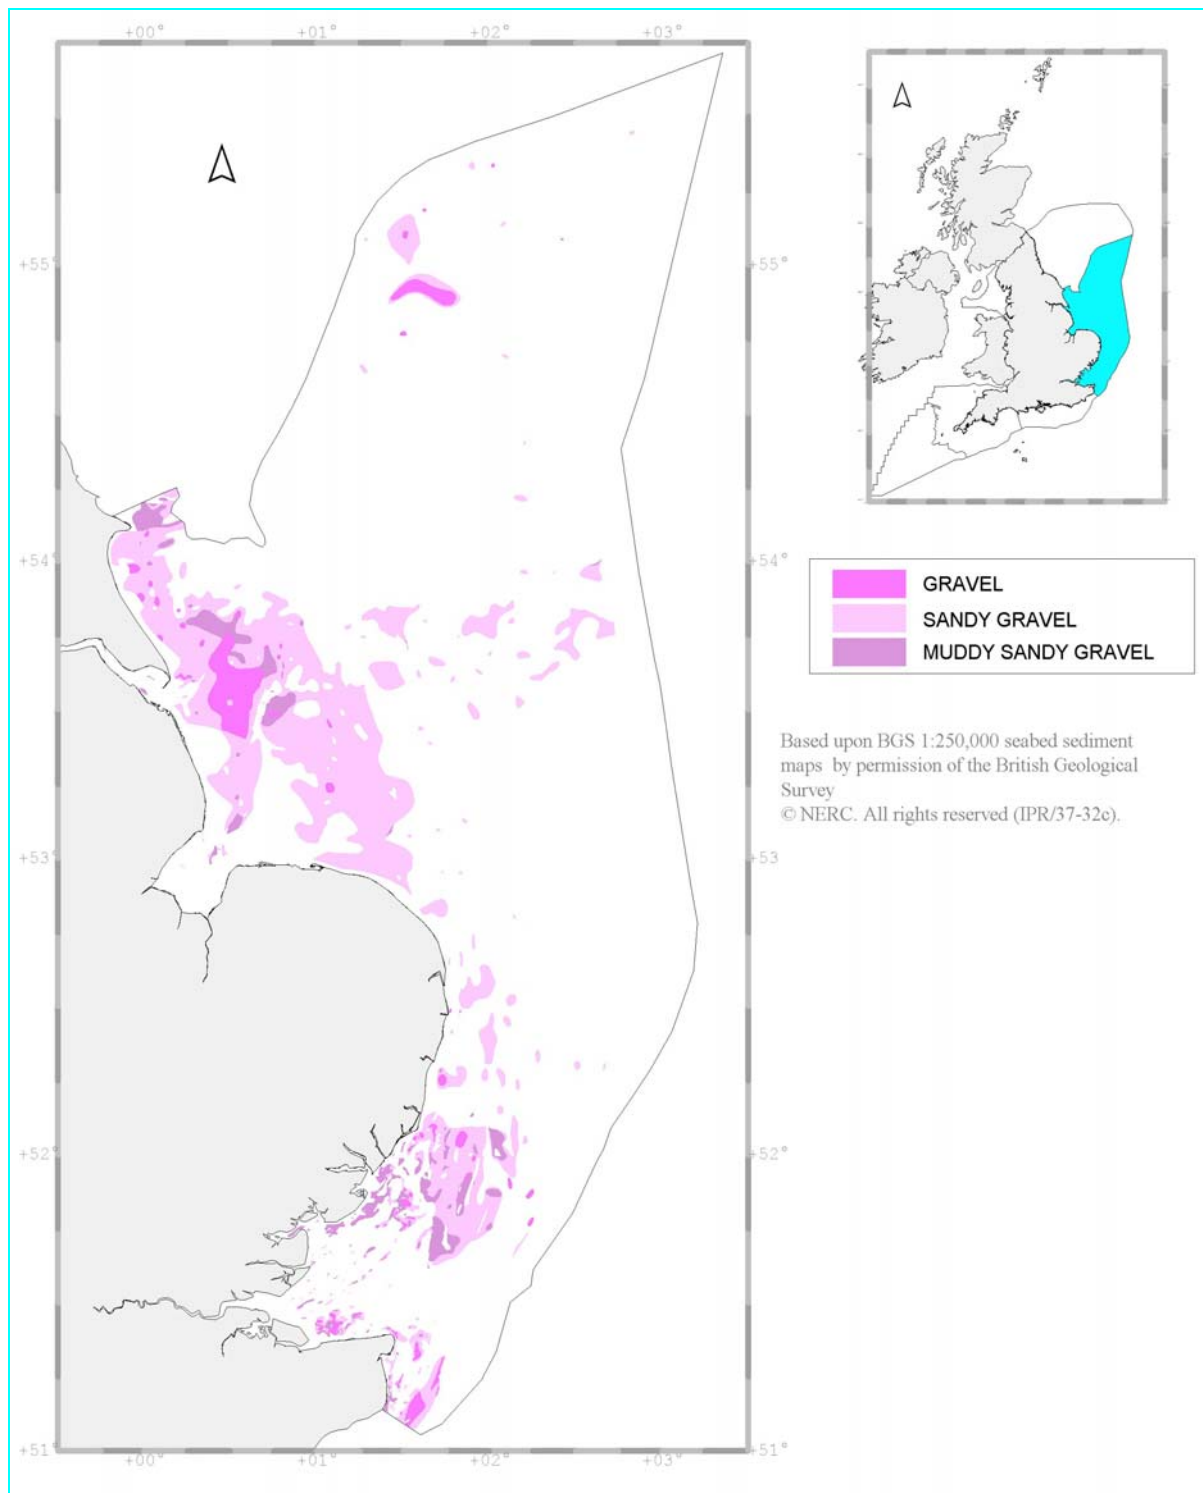 +00° +01° +02° +03°
+55° +55°
+54° +54°
+53° +53
+52° +52°
+51° +51°
+00° +01° +02° +03°
GRAVEL
SANDY GRAVEL
MUDDY SANDY GRAVEL
Based upon BGS 1:250,000 seabed sediment
maps by permission of the British Geological
Survey
© NERC. All rights reserved (IPR/37-32c).